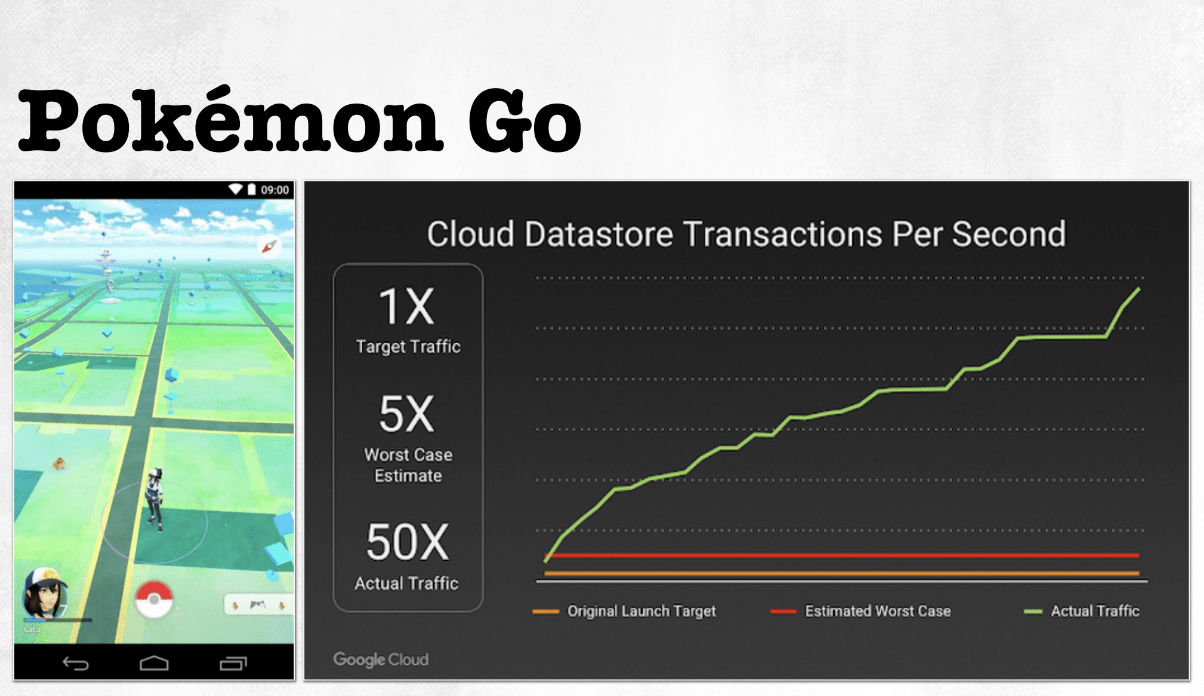 Pokémon Go
09:00
Cloud Datastore Transactions Per Second
1X
Target Traffic
5X
Worst Case
Estimate
50X
Actual Traffic
Original Launch Target
Estimated Worst Case
Actual Traffic
Google Cloud
7